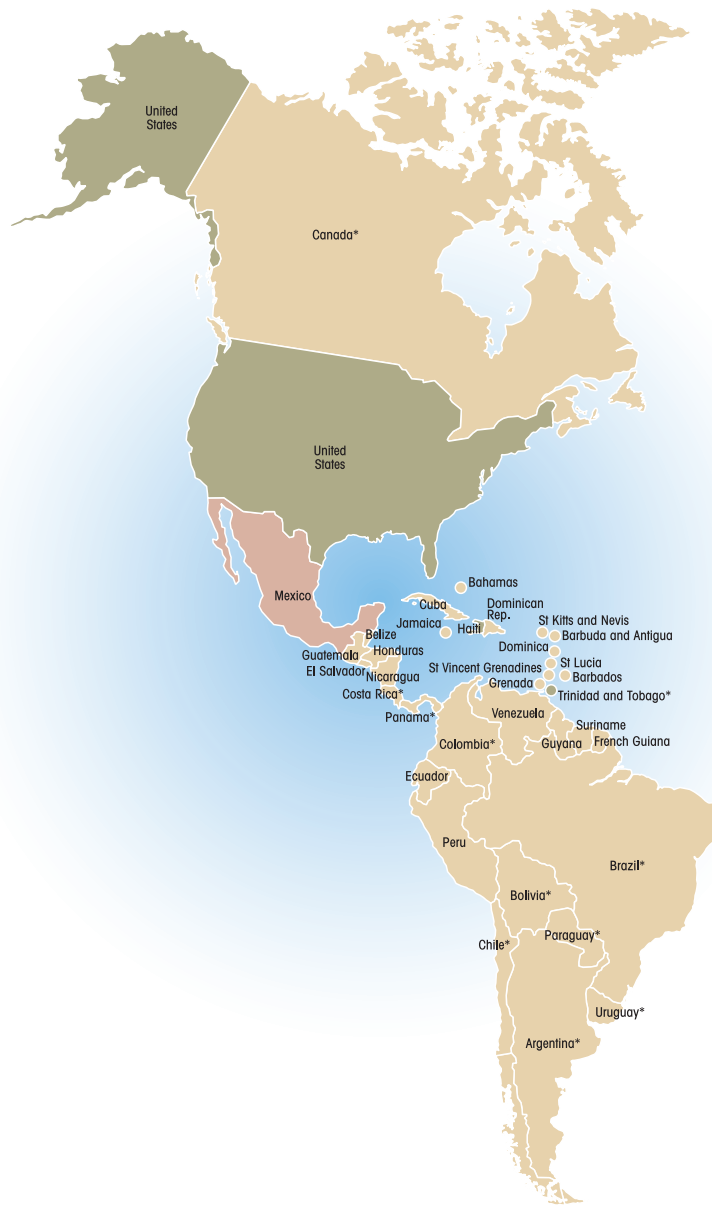 United
States
Canada*
United
States
Mexico
Bahamas
Cuba
Dominican
Rep.
Jamaica
Haiti
St Kitts and Nevis
Barbuda and Antigua
Belize
Dominica
Guatemala
Honduras
St Lucia
El Salvador
St Vincent Grenadines
Nicaragua
Barbados
Grenada
Costa Rica*
Trinidad and Tobago*
Panama*
Venezuela
Suriname
Colombia*
Guyana
French Guiana
Ecuador
Peru
Brazil*
Bolivia*
Paraguay*
Chile*
Uruguay*
Argentina*